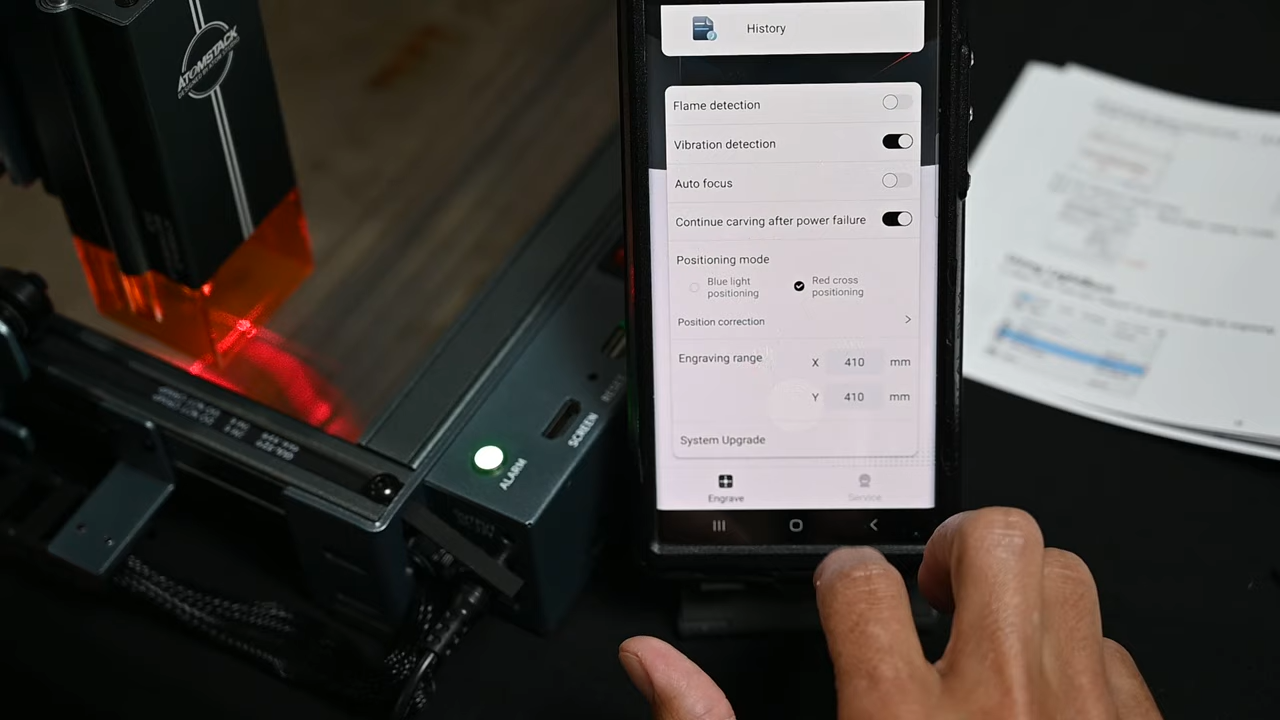 ATOMSTACK
History
Flame detection
Vibration detection
Auto focus
Continue carving after power failure
Positioning mode
Blue light
positioning
Red cross
positioning
Position correction
Engraving range
X 410 mm
Y 410 mm
System Upgrade
Engrave
Service
SCREEN
ALARM